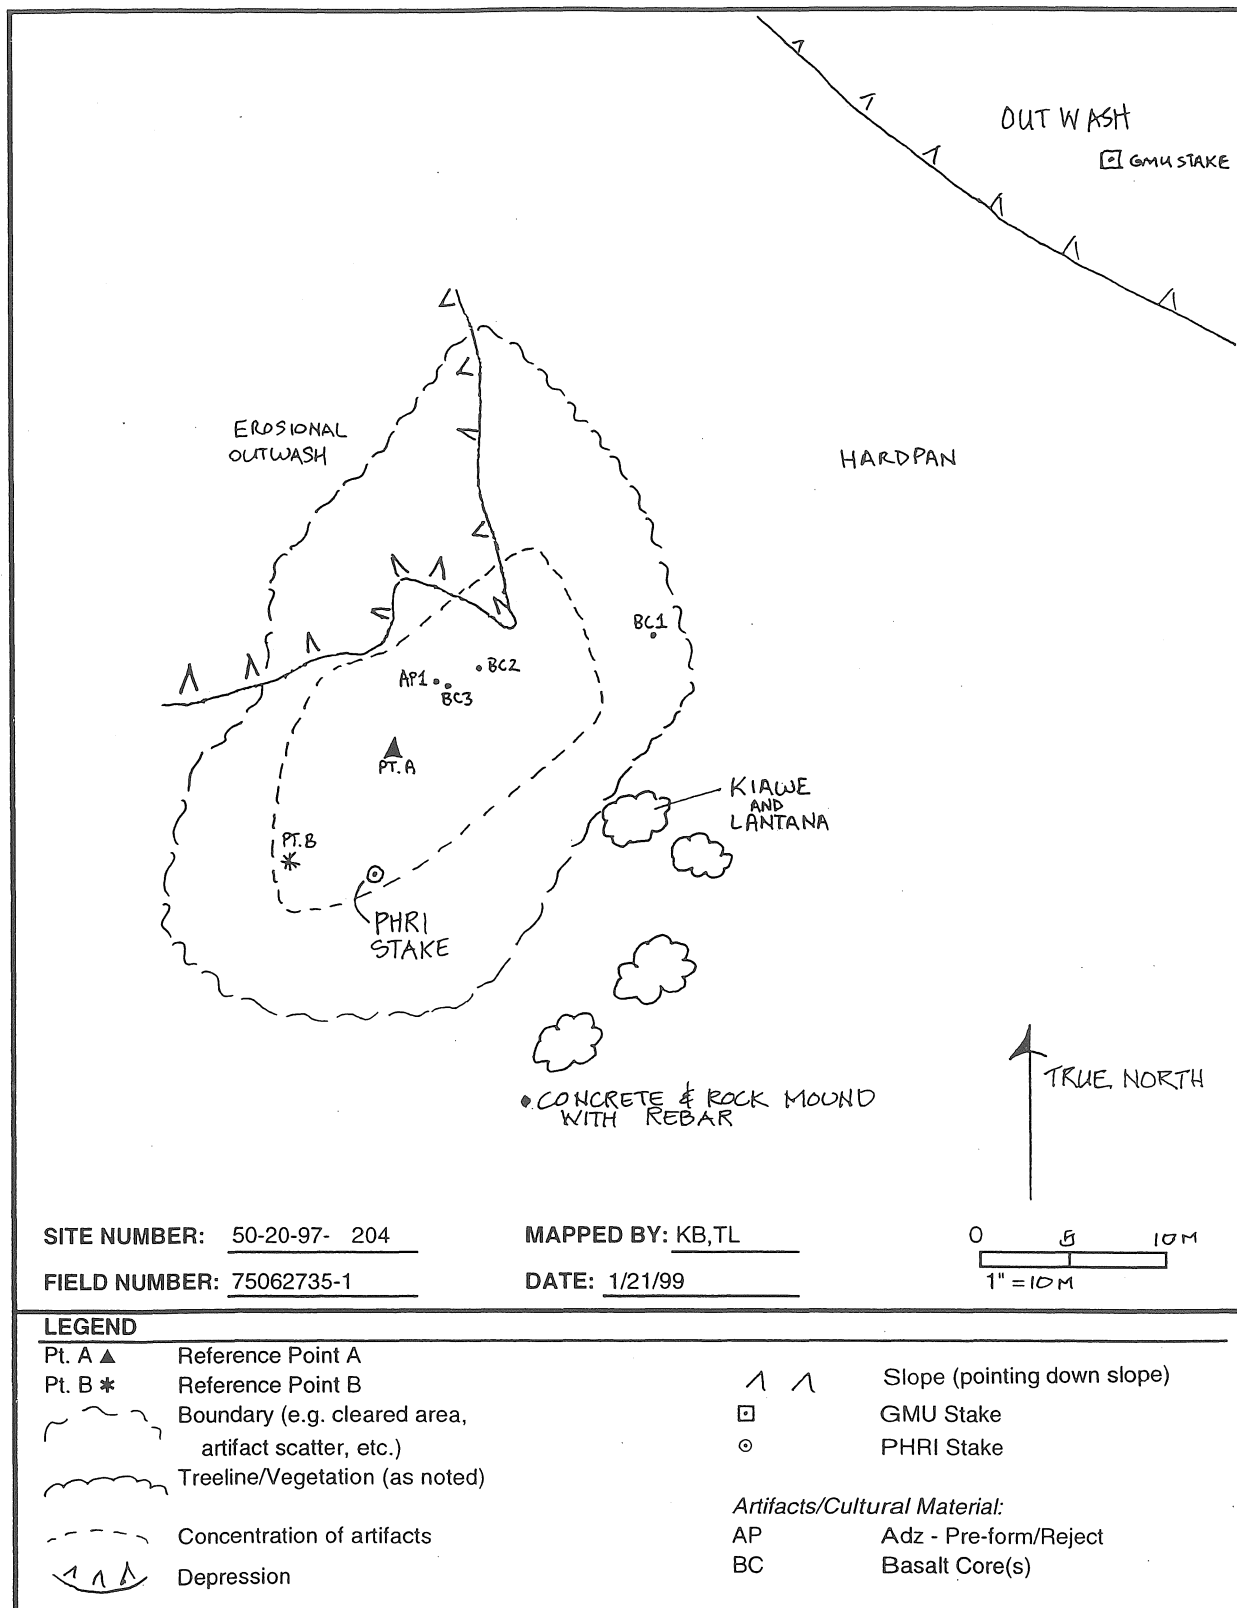 OUTWASH
GMU STAKE
EROSIONAL
OUTWASH
HARDPAN
BC1
BC2
AP1
BC3
PT. A
KIAWE
AND
LANTANA
PT. B
PHRI
STAKE
TRUE NORTH
CONCRETE & ROCK MOUND
WITH REBAR
SITE NUMBER: 50-20-97- 204
MAPPED BY: KB,TL
0 5 10 M
FIELD NUMBER: 75062735-1
DATE: 1/21/99
1" = 10 M
LEGEND
Pt. A Reference Point A
Pt. B Reference Point B
Boundary (e.g. cleared area,
artifact scatter, etc.)
Treeline/Vegetation (as noted)
Concentration of artifacts
Depression
Slope (pointing down slope)
GMU Stake
PHRI Stake
Artifacts/Cultural Material:
AP Adz - Pre-form/Reject
BC Basalt Core(s)